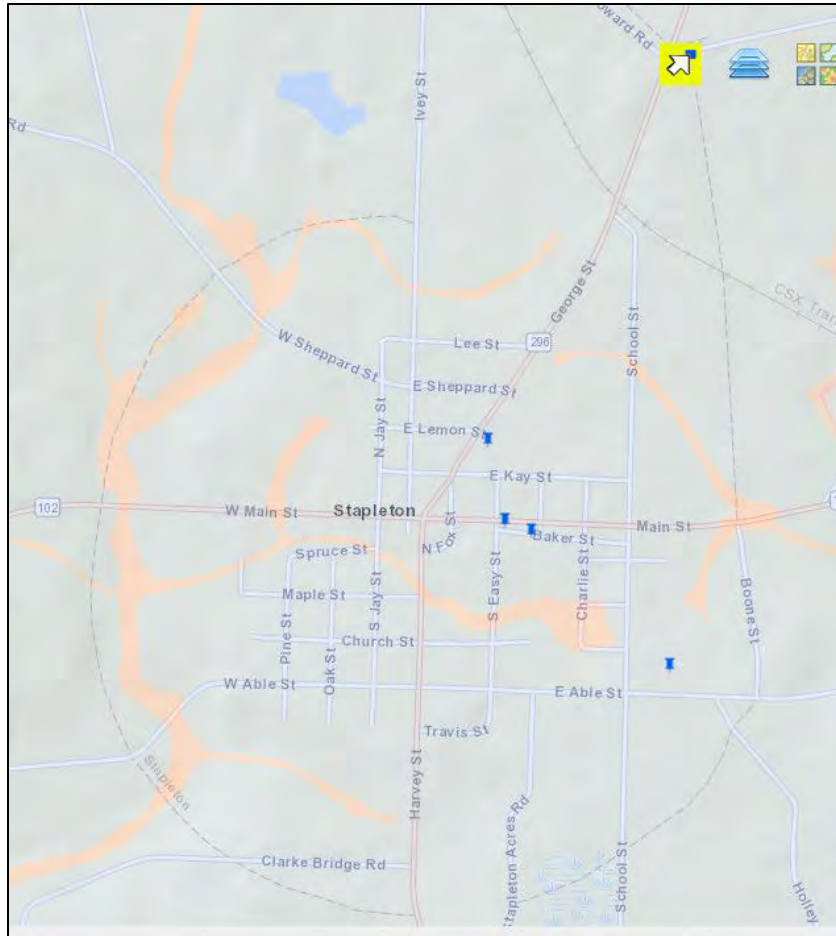 oward Rd
Ivey St
Rd
George St
CSX Tran
W Sheppard St
Lee St
296
School St
E Sheppard St
N Jay St
E Lemon St
E Kay St
102
W Main St
Stapleton
Main St
N Fox St
Baker St
Spruce St
S Easy St
Charlie St
Maple St
S Jay St
Boone St
Pine St
Church St
Oak St
W Able St
E Able St
Travis St
Stapleton
Harvey St
Stapleton Acres Rd
Clarke Bridge Rd
School St
Holley